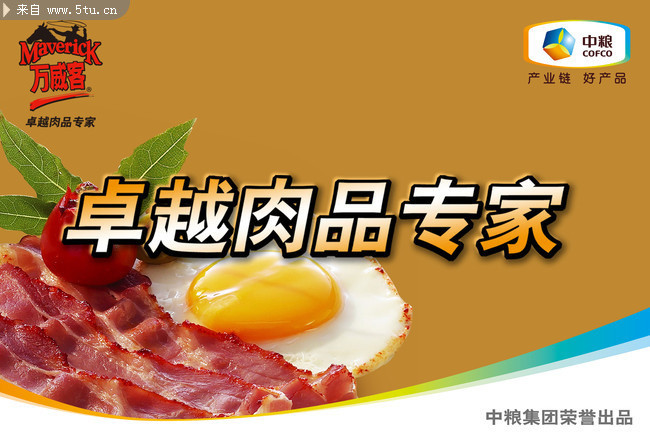 来自 www.5tu.cn
Maverick
万威客
®
卓越肉品专家
中粮
COFCO
产业链 好产品
卓越肉品专家
中粮集团荣誉出品